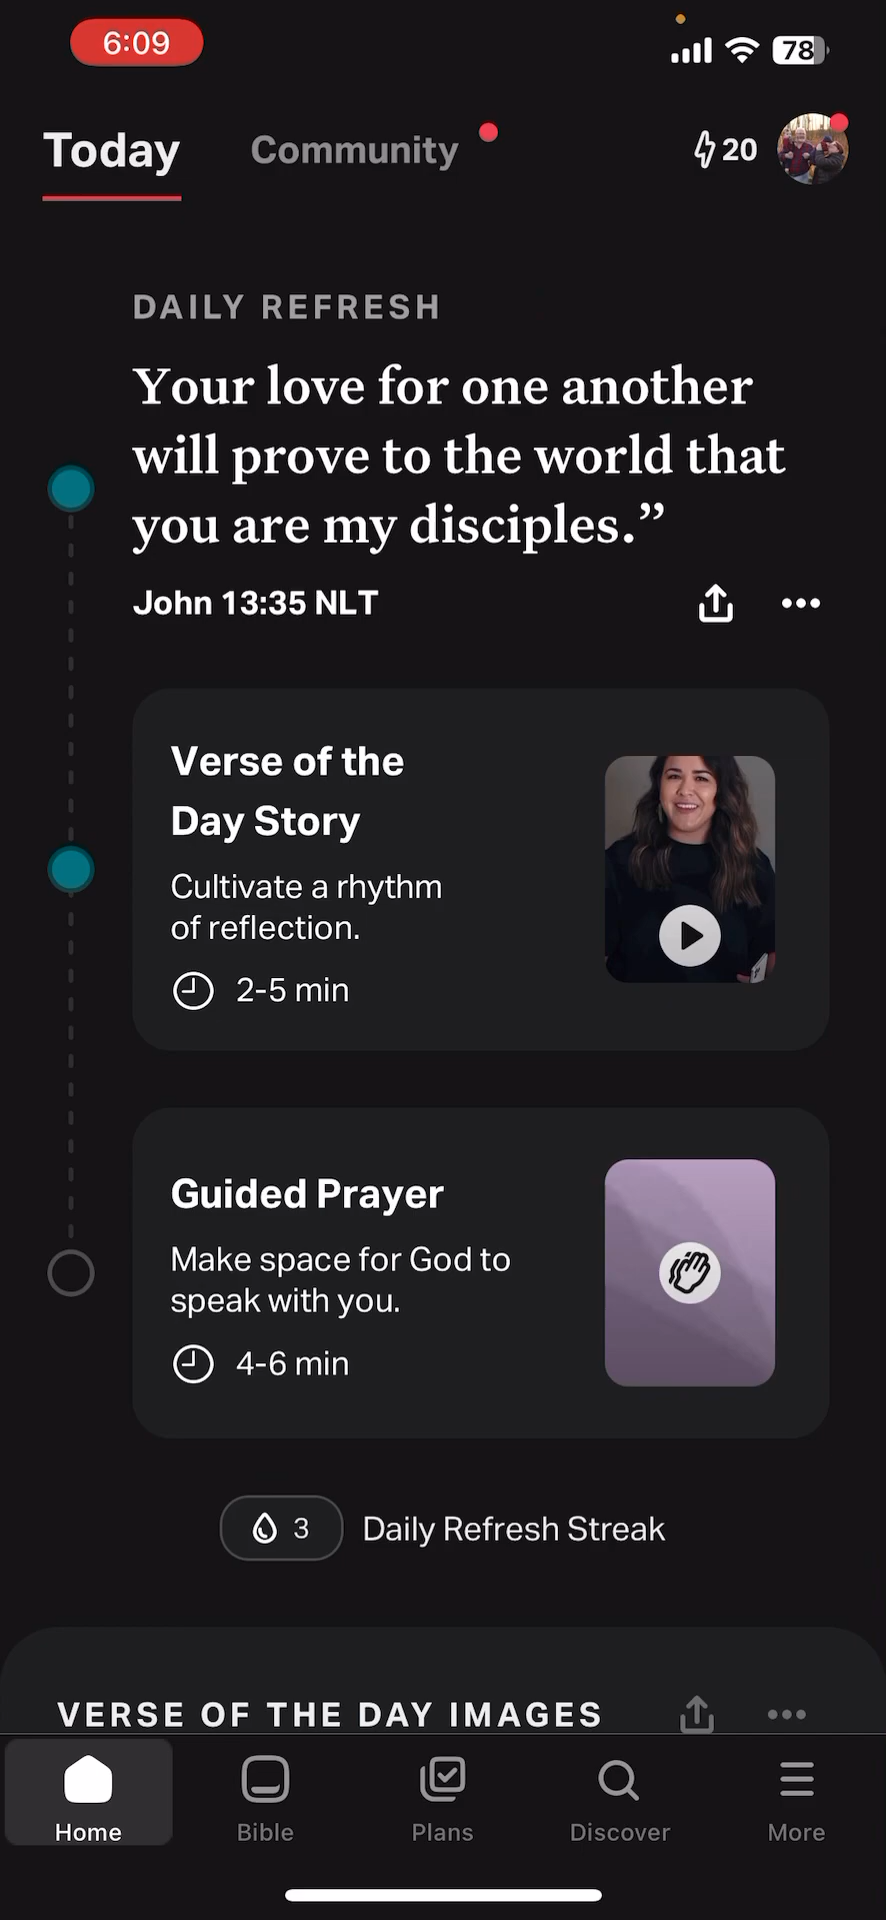 6:09
78
Today
Community
20
DAILY REFRESH
Your love for one another
will prove to the world that
you are my disciples.”
John 13:35 NLT
Verse of the
Day Story
Cultivate a rhythm
of reflection.
2-5 min
Guided Prayer
Make space for God to
speak with you.
4-6 min
3
Daily Refresh Streak
VERSE OF THE DAY IMAGES
Home
Bible
Plans
Discover
More